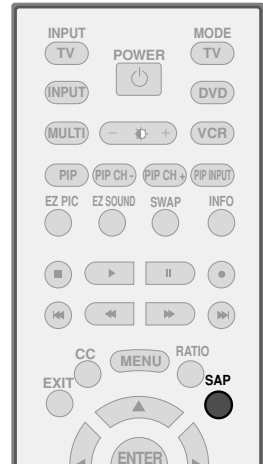 INPUT MODE
TV POWER TV
INPUT DVD
MULTI − + VCR
PIP PIP CH - PIP CH + PIP INPUT
EZ PIC EZ SOUND SWAP INFO
CC MENU RATIO
EXIT SAP
ENTER